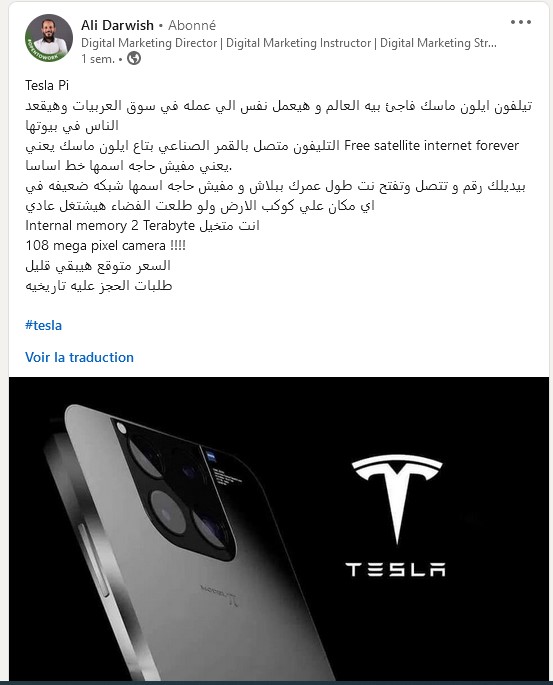 Ali Darwish • Abonné
Digital Marketing Director | Digital Marketing Instructor | Digital Marketing Str...
1 sem. •
Tesla Pi
تيلفون ايلون ماسك فاجئ بيه العالم و هيعمل نفس الي عمله في سوق العربيات وهيقعد
الناس في بيوتها
التليفون متصل بالقمر الصناعي بتاع ايلون ماسك يعني Free satellite internet forever
يعني مفيش حاجه اسمها خط اساسا.
بيديلك رقم و تتصل وتفتح نت طول عمرك ببلاش و مفيش حاجه اسمها شبكه ضعيفه في
اي مكان علي كوكب الارض ولو طلعت الفضاء هيشتغل عادي
Internal memory 2 Terabyte انت متخيل
108 mega pixel camera !!!!
السعر متوقع هيبقي قليل
طلبات الحجز عليه تاريخيه
#tesla
Voir la traduction
TESLA